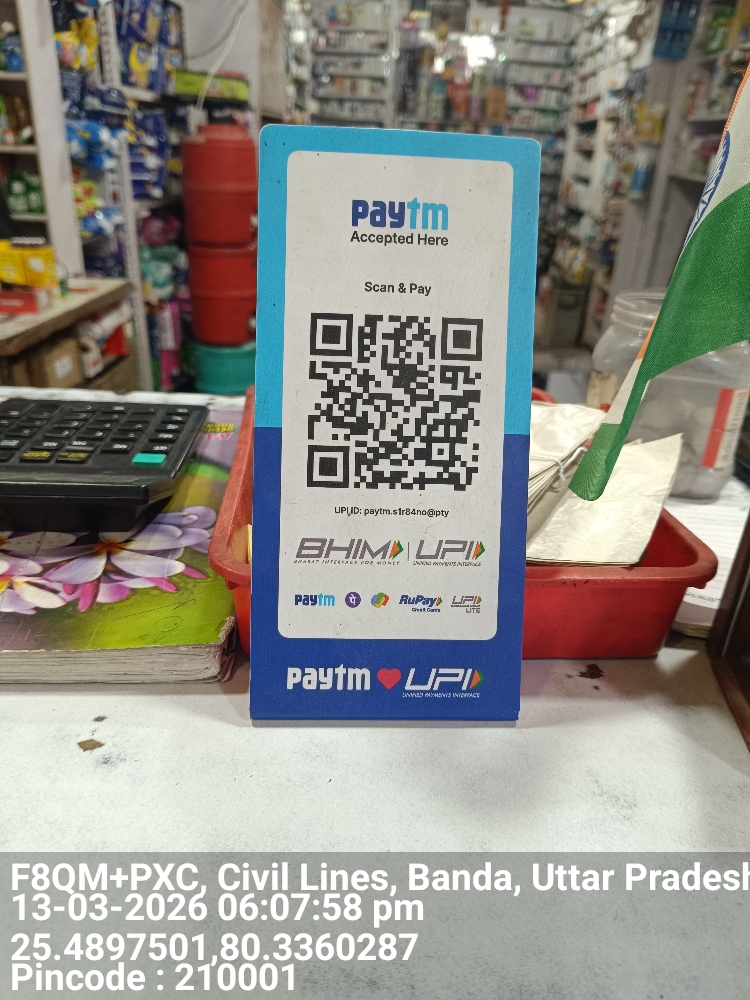 paytm
Accepted Here
Scan & Pay
UPI ID: paytm.s1r84no@pty
BHIM | UPI
BHARAT INTERFACE FOR MONEY UNIFIED PAYMENTS INTERFACE
paytm पे RuPay UPI
Credit Cards LITE
paytm UPI
UNIFIED PAYMENTS INTERFACE
F8QM+PXC, Civil Lines, Banda, Uttar Pradesh
13-03-2026 06:07:58 pm
25.4897501,80.3360287
Pincode : 210001